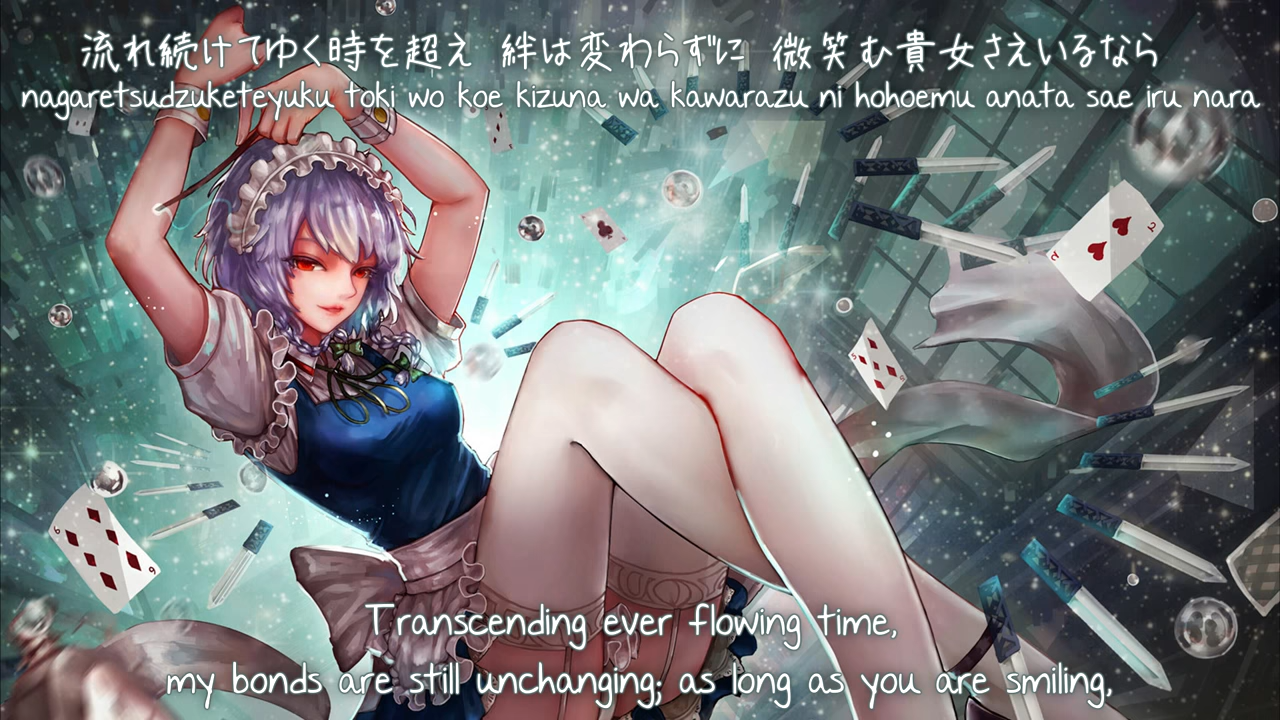 流れ続けてゆく時を超え 絆は変わらずに 微笑む貴女さえいるなら
nagaretsudzuketeyuku toki wo koe kizuna wa kawarazu ni hohoemu anata sae iru nara
Transcending ever flowing time,
my bonds are still unchanging; as long as you are smiling,